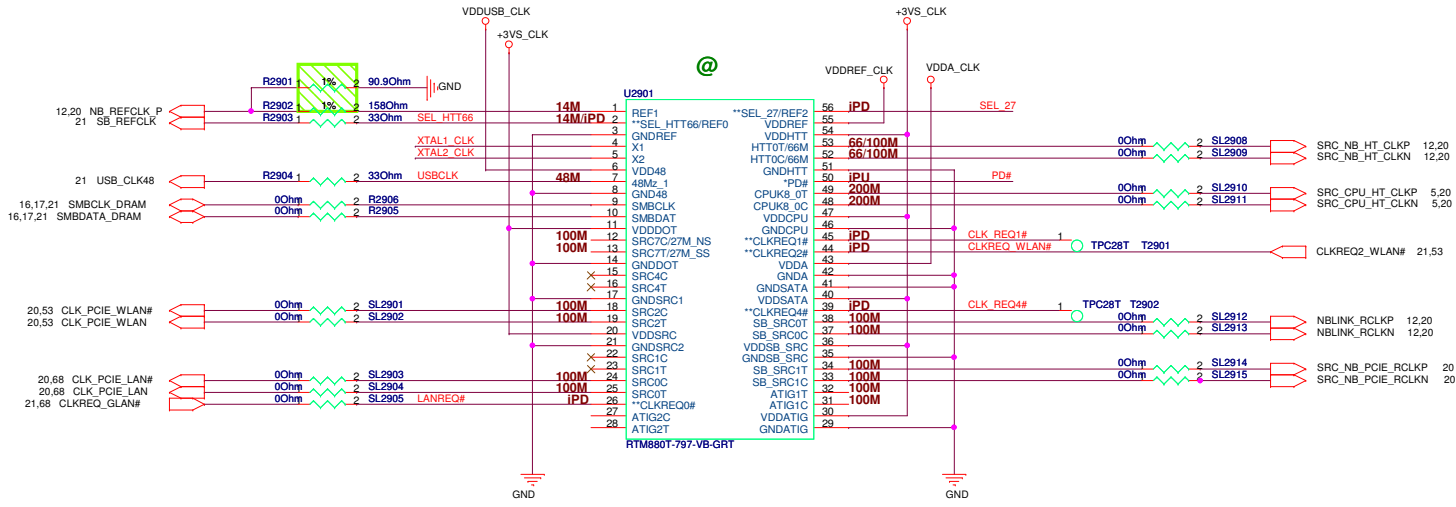 VDDUSB_CLK
+3VS_CLK
+3VS_CLK
@
VDDREF_CLK
VDDA_CLK
R2901 1 1% 2 90.9Ohm
GND
U2901
12,20 NB_REFCLK_P R2902 1 1% 2 158Ohm 14M 1 REF1 **SEL_27/REF2 56 iPD SEL_27
21 SB_REFCLK R2903 1 2 33Ohm SEL_HTT66 14M/iPD 2 **SEL_HTT66/REF0 VDDREF 55
3 GNDREF VDDHTT 54
XTAL1_CLK 4 X1 HTT0T/66M 53 66/100M 0Ohm 1 2 SL2908 SRC_NB_HT_CLKP 12,20
XTAL2_CLK 5 X2 HTT0C/66M 52 66/100M 0Ohm 1 2 SL2909 SRC_NB_HT_CLKN 12,20
6 VDD48 GNDHTT 51
21 USB_CLK48 R2904 1 2 33Ohm USBCLK 48M 7 48Mz_1 *PD# 50 iPU PD#
8 GND48 CPUK8_0T 49 200M 0Ohm 1 2 SL2910 SRC_CPU_HT_CLKP 5,20
16,17,21 SMBCLK_DRAM 0Ohm 1 2 R2906 9 SMBCLK CPUK8_0C 48 200M 0Ohm 1 2 SL2911 SRC_CPU_HT_CLKN 5,20
16,17,21 SMBDATA_DRAM 0Ohm 1 2 R2905 10 SMBDAT VDDCPU 47
11 VDDDOT GNDCPU 46
100M 12 SRC7C/27M_NS **CLKREQ1# 45 iPD CLK_REQ1# 1
100M 13 SRC7T/27M_SS **CLKREQ2# 44 iPD CLKREQ_WLAN# TPC28T T2901 CLKREQ2_WLAN# 21,53
14 GNDDOT VDDA 43
15 SRC4C GNDA 42
16 SRC4T GNDSATA 41
17 GNDSRC1 VDDSATA 40
20,53 CLK_PCIE_WLAN# 0Ohm 1 2 SL2901 100M 18 SRC2C **CLKREQ4# 39 iPD CLK_REQ4# 1 TPC28T T2902
20,53 CLK_PCIE_WLAN 0Ohm 1 2 SL2902 100M 19 SRC2T SB_SRC0T 38 100M 0Ohm 1 2 SL2912 NBLINK_RCLKP 12,20
20 VDDSRC SB_SRC0C 37 100M 0Ohm 1 2 SL2913 NBLINK_RCLKN 12,20
21 GNDSRC2 VDDSB_SRC 36
22 SRC1C GNDSB_SRC 35
23 SRC1T SB_SRC1T 34 100M 0Ohm 1 2 SL2914 SRC_NB_PCIE_RCLKP 20
20,68 CLK_PCIE_LAN# 0Ohm 1 2 SL2903 100M 24 SRC0C SB_SRC1C 33 100M 0Ohm 1 2 SL2915 SRC_NB_PCIE_RCLKN 20
20,68 CLK_PCIE_LAN 0Ohm 1 2 SL2904 100M 25 SRC0T ATIG1T 32 100M
21,68 CLKREQ_GLAN# 0Ohm 1 2 SL2905 LANREQ# iPD 26 **CLKREQ0# ATIG1C 31 100M
27 ATIG2C VDDATIG 30
28 ATIG2T GNDATIG 29
RTM880T-797-VB-GRT
GND
GND